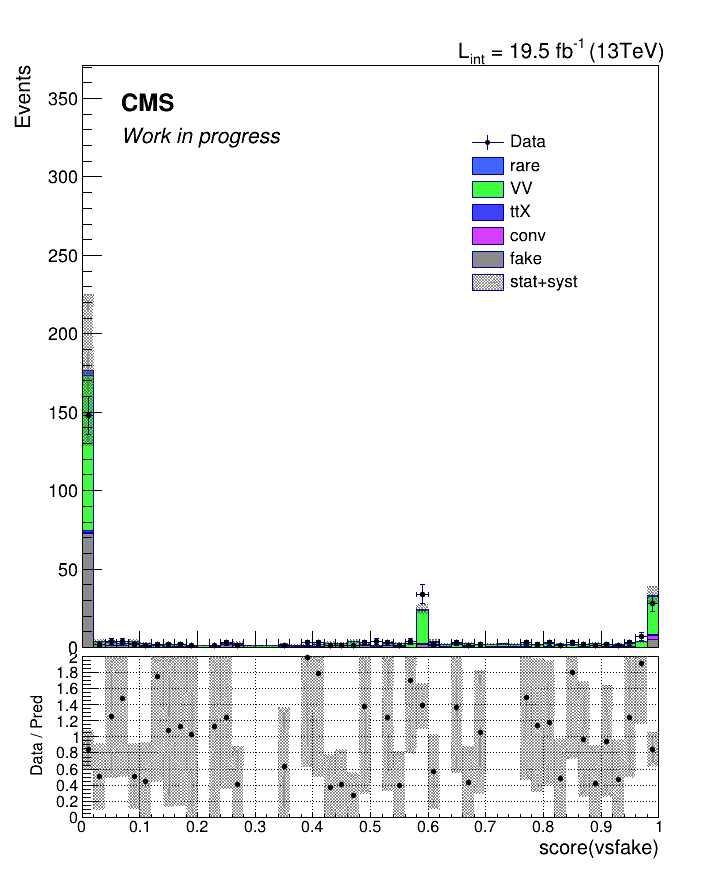 L_int = 19.5 fb^-1 (13TeV)
Events
CMS
Work in progress
Data
rare
VV
ttX
conv
fake
stat+syst
350
300
250
200
150
100
50
0
Data / Pred
2
1.8
1.6
1.4
1.2
1
0.8
0.6
0.4
0.2
0
0 0.1 0.2 0.3 0.4 0.5 0.6 0.7 0.8 0.9 1
score(vsfake)